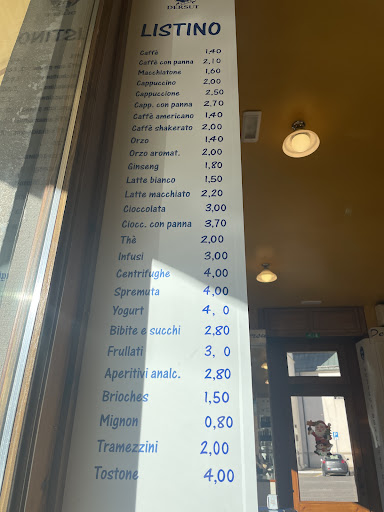 DERSUT
LISTINO
Caffè 1,40
Caffè con panna 2,10
Macchiatone 1,60
Cappuccino 2,00
Cappuccione 2,50
Capp. con panna 2,70
Caffè americano 1,40
Caffè shakerato 2,00
Orzo 1,40
Orzo aromat. 2,00
Ginseng 1,80
Latte bianco 1,50
Latte macchiato 2,20
Cioccolata 3,00
Ciocc. con panna 3,70
Thè 2,00
Infusi 3,00
Centrifughe 4,00
Spremuta 4,00
Yogurt 4, 0
Bibite e succhi 2,80
Frullati 3, 0
Aperitivi analc. 2,80
Brioches 1,50
Mignon 0,80
Tramezzini 2,00
Tostone 4,00